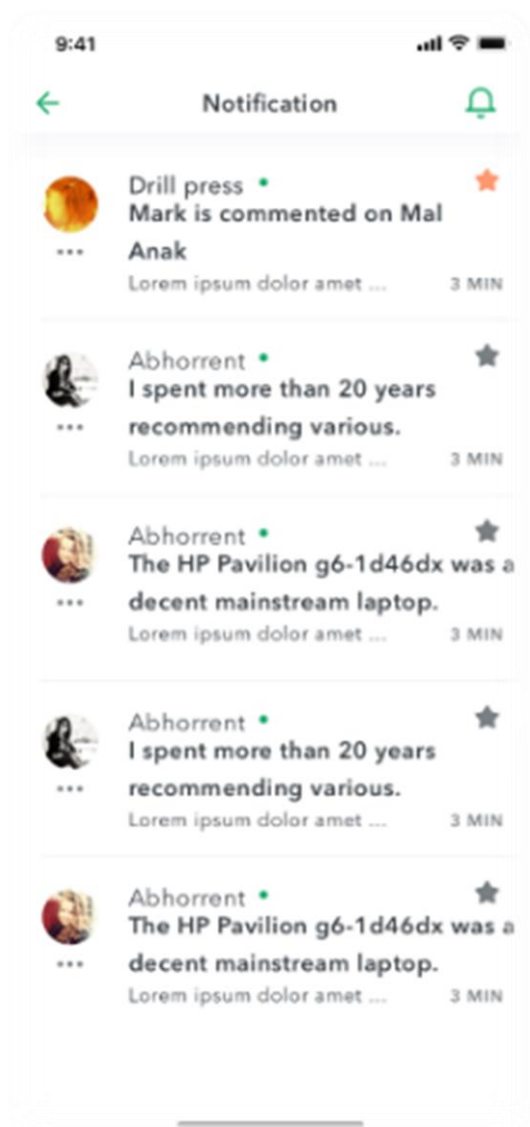 9:41
Notification
Drill press
Mark is commented on Mal
Anak
Lorem ipsum dolor amet ... 3 MIN
Abhorrent
I spent more than 20 years
recommending various.
Lorem ipsum dolor amet ... 3 MIN
Abhorrent
The HP Pavilion g6-1d46dx was a
decent mainstream laptop.
Lorem ipsum dolor amet ... 3 MIN
Abhorrent
I spent more than 20 years
recommending various.
Lorem ipsum dolor amet ... 3 MIN
Abhorrent
The HP Pavilion g6-1d46dx was a
decent mainstream laptop.
Lorem ipsum dolor amet ... 3 MIN